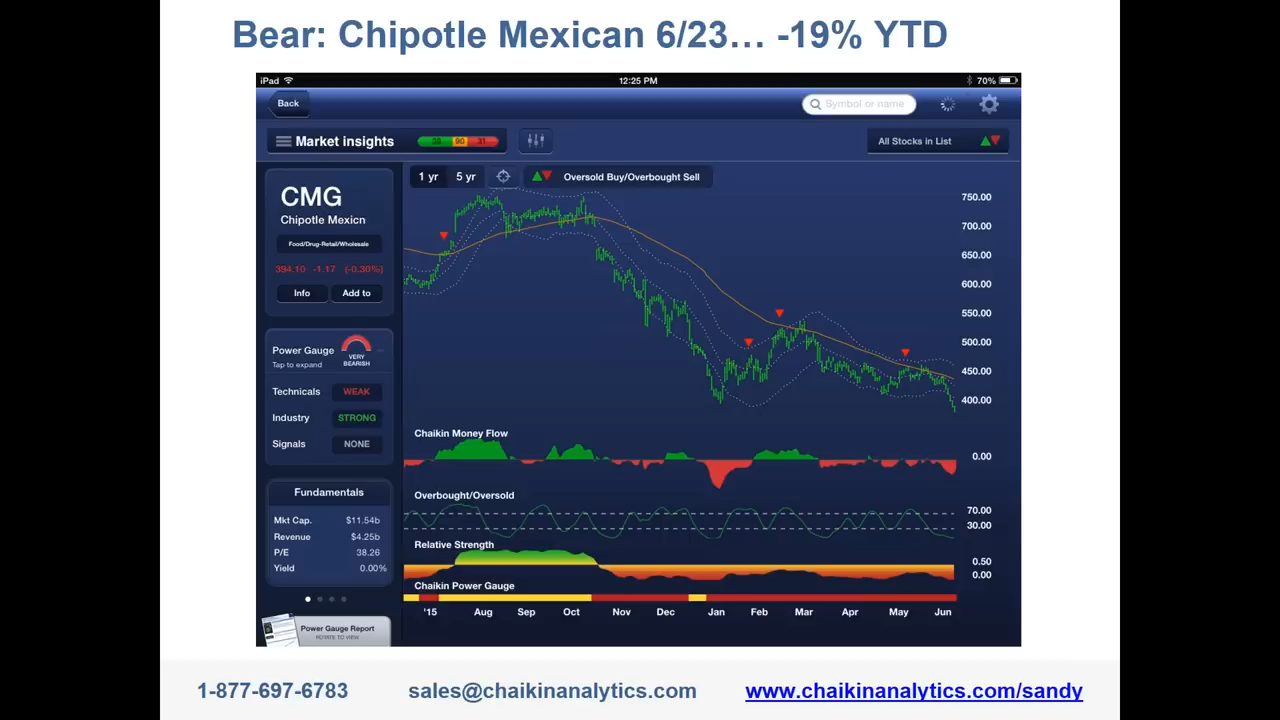 Bear: Chipotle Mexican 6/23… -19% YTD
iPad 12:25 PM 70%
Back Symbol or name
Market insights 39 90 31 All Stocks in List
1 yr 5 yr Oversold Buy/Overbought Sell
CMG
Chipotle Mexicn
Food/Drug-Retail/Wholesale
394.10 -1.17 (-0.30%)
Info Add to
Power Gauge
Tap to expand
VERY
BEARISH
Technicals WEAK
Industry STRONG
Signals NONE
Fundamentals
Mkt Cap. $11.54b
Revenue $4.25b
P/E 38.26
Yield 0.00%
Power Gauge Report
ROTATE TO VIEW
750.00
700.00
650.00
600.00
550.00
500.00
450.00
400.00
Chaikin Money Flow
0.00
Overbought/Oversold
70.00
30.00
Relative Strength
0.50
0.00
Chaikin Power Gauge
'15 Aug Sep Oct Nov Dec Jan Feb Mar Apr May Jun
1-877-697-6783 sales@chaikinanalytics.com www.chaikinanalytics.com/sandy